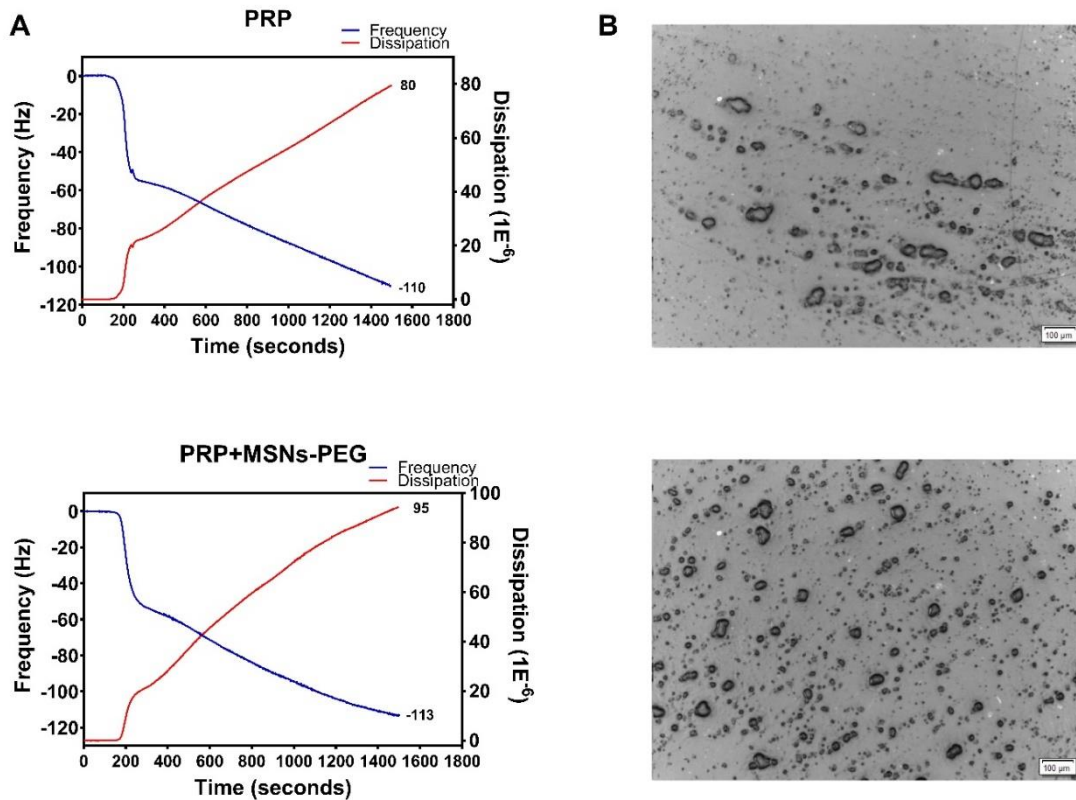 A
PRP
Frequency
Dissipation
B
0
-20
-40
-60
-80
-100
-120
Frequency (Hz)
80
60
40
20
0
Dissipation (1E-6)
80
-110
0 200 400 600 800 1000 1200 1400 1600 1800
Time (seconds)
100 µm
PRP+MSNs-PEG
Frequency
Dissipation
0
-20
-40
-60
-80
-100
-120
Frequency (Hz)
100
80
60
40
20
0
Dissipation (1E-6)
95
-113
0 200 400 600 800 1000 1200 1400 1600 1800
Time (seconds)
100 µm